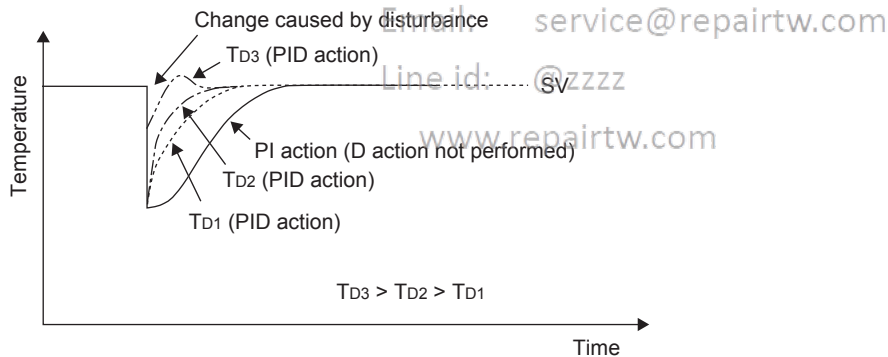 Email: service@repairtw.com
Change caused by disturbance
TD3 (PID action)
Line id: @zzzz
SV
Temperature
www.repairtw.com
PI action (D action not performed)
TD2 (PID action)
TD1 (PID action)
TD3 > TD2 > TD1
Time